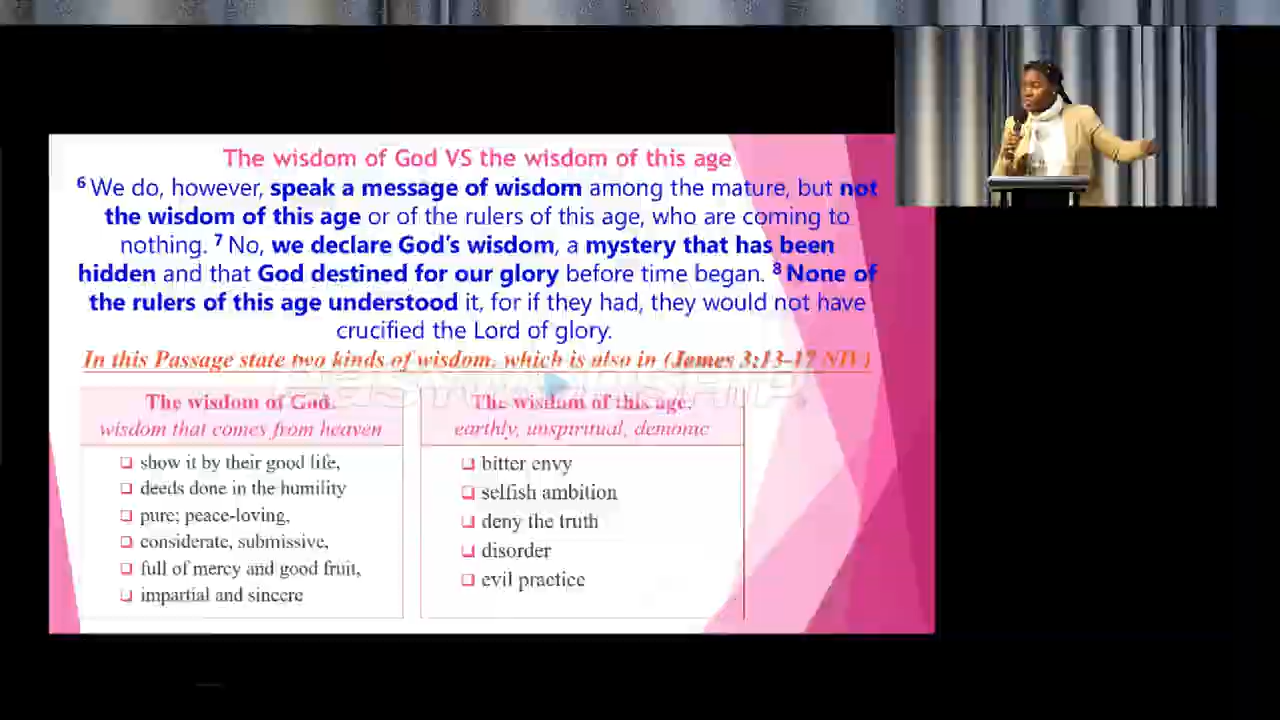 The wisdom of God VS the wisdom of this age
6 We do, however, speak a message of wisdom among the mature, but not
the wisdom of this age or of the rulers of this age, who are coming to
nothing. 7 No, we declare God's wisdom, a mystery that has been
hidden and that God destined for our glory before time began. 8 None of
the rulers of this age understood it, for if they had, they would not have
crucified the Lord of glory.
In this Passage state two kinds of wisdom, which is also in (James 3:13-17 NIV)
The wisdom of God,
wisdom that comes from heaven
❑ show it by their good life,
❑ deeds done in the humility
❑ pure; peace-loving,
❑ considerate, submissive,
❑ full of mercy and good fruit,
❑ impartial and sincere
The wisdom of this age,
earthly, unspiritual, demonic
❑ bitter envy
❑ selfish ambition
❑ deny the truth
❑ disorder
❑ evil practice